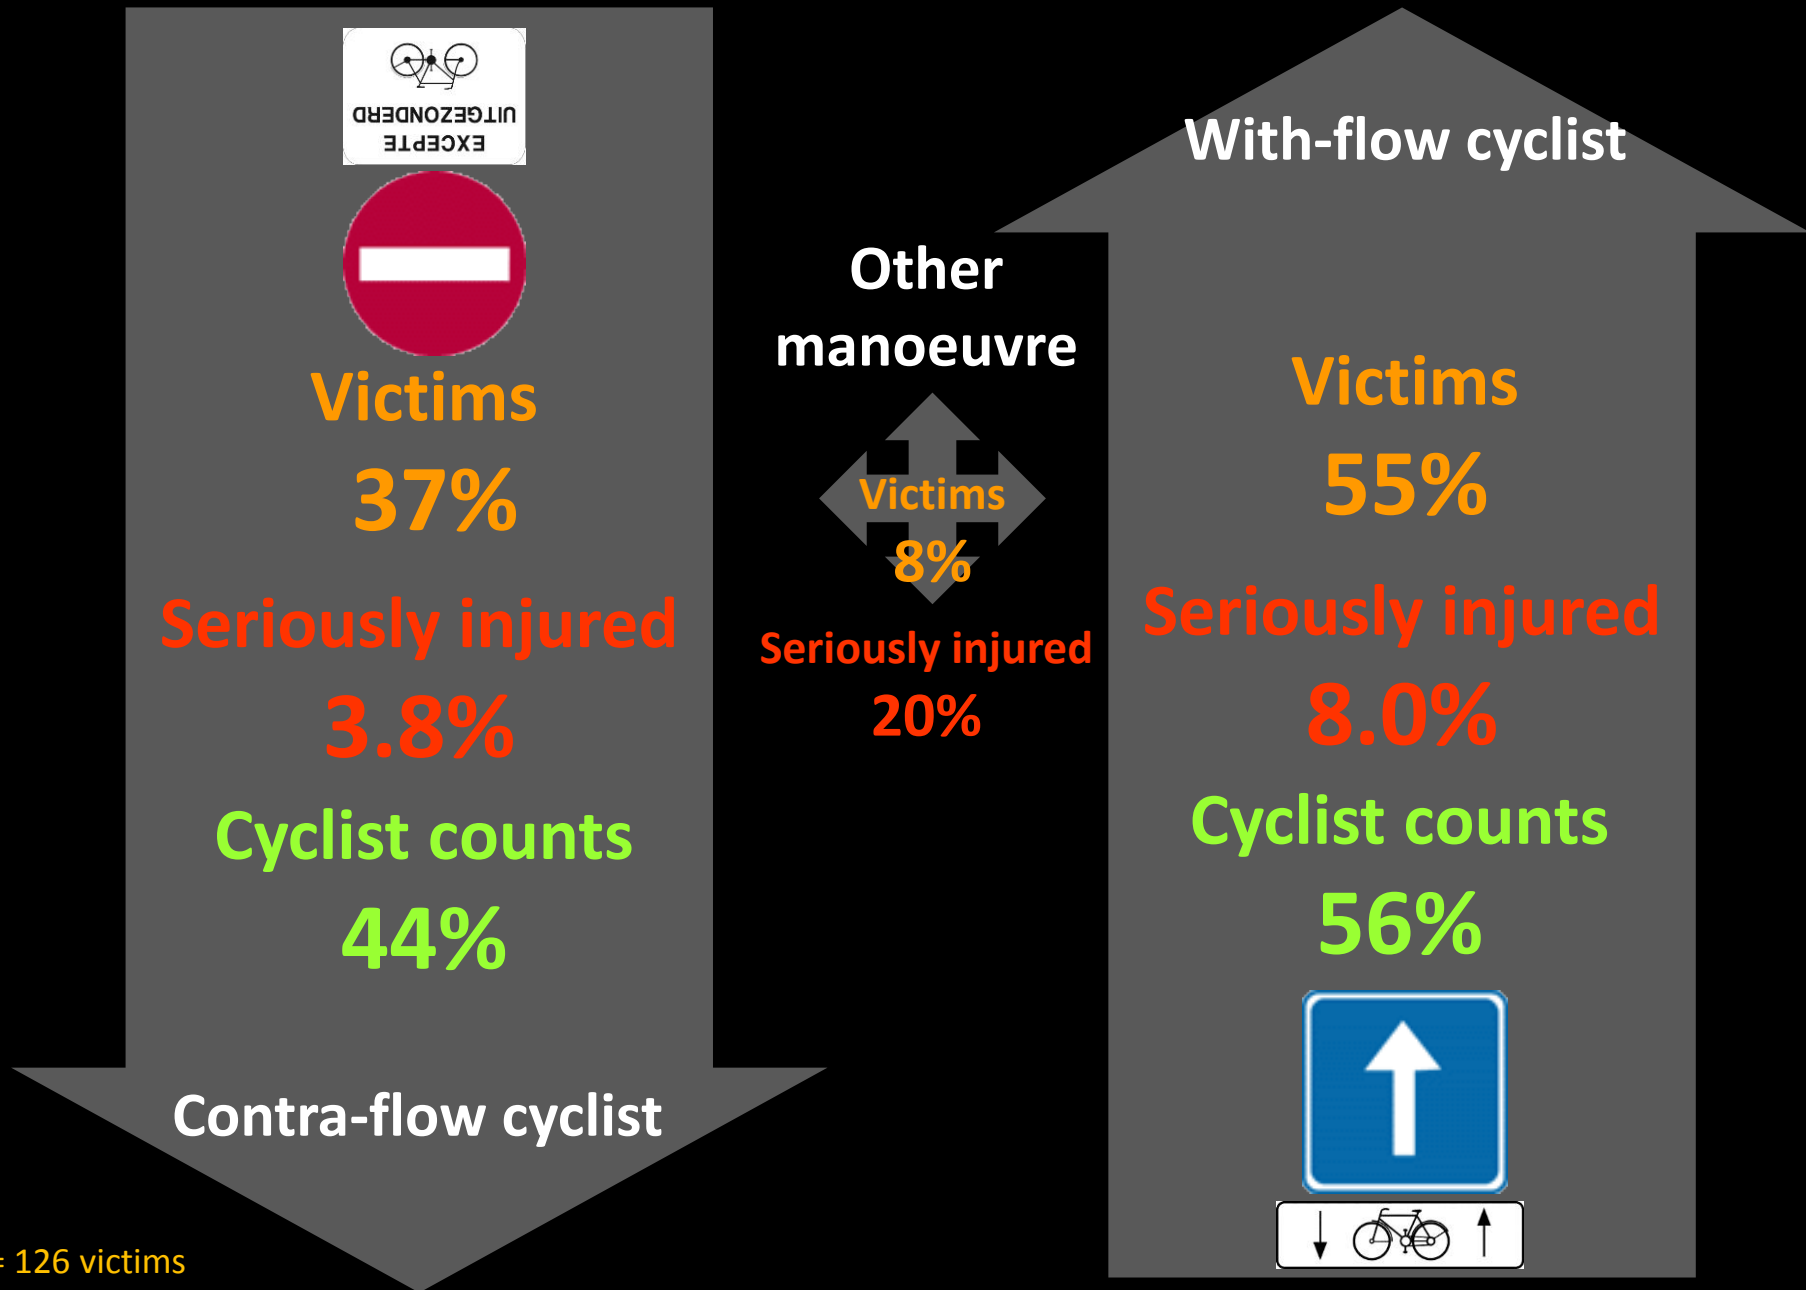 EXCEPTE
UITGEZONDERD
Victims
37%
Seriously injured
3.8%
Cyclist counts
44%
Contra-flow cyclist
= 126 victims
Other
manoeuvre
Victims
8%
Seriously injured
20%
With-flow cyclist
Victims
55%
Seriously injured
8.0%
Cyclist counts
56%